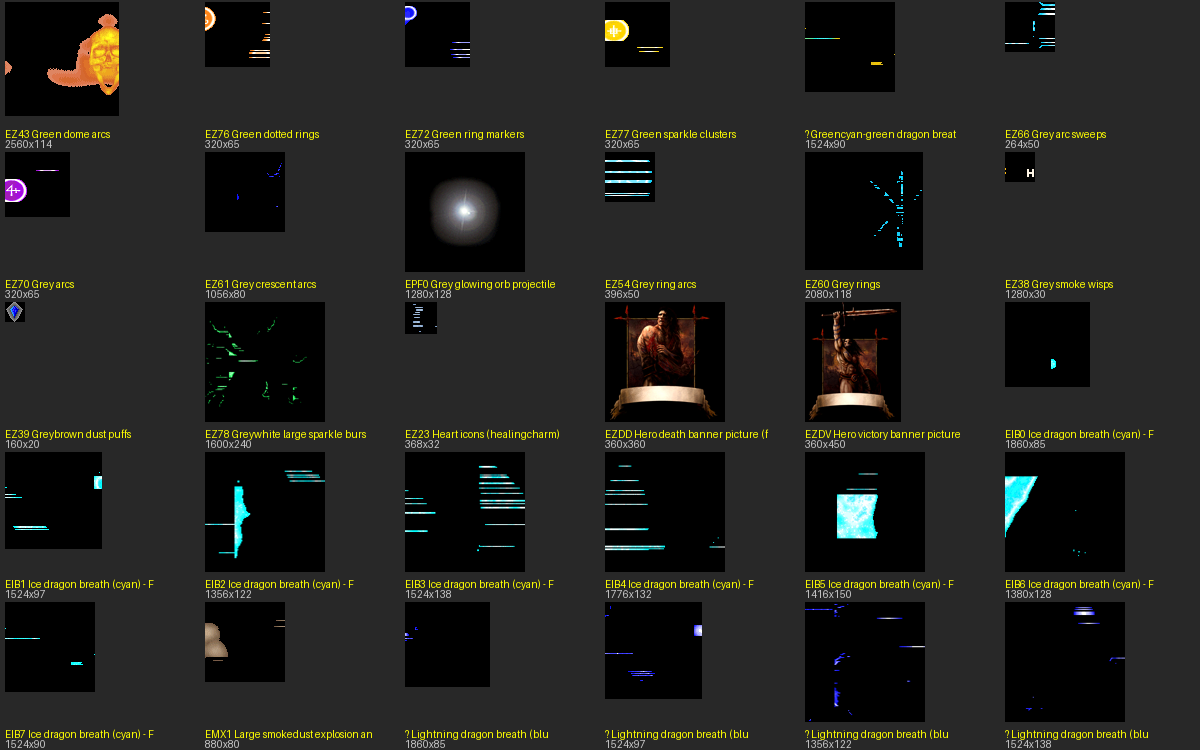 EZ43 Green dome arcs
2560x114
EZ76 Green dotted rings
320x65
EZ72 Green ring markers
320x65
EZ77 Green sparkle clusters
320x65
? Greencyan-green dragon breat
1524x90
EZ66 Grey arc sweeps
264x50
EZ70 Grey arcs
320x65
EZ61 Grey crescent arcs
1056x80
EPF0 Grey glowing orb projectile
1280x128
EZ54 Grey ring arcs
396x50
EZ60 Grey rings
2080x118
H
EZ38 Grey smoke wisps
1280x30
EZ39 Greybrown dust puffs
160x20
EZ78 Greywhite large sparkle burs
1600x240
EZ23 Heart icons (healingcharm)
368x32
EZDD Hero death banner picture (f
360x360
EZDV Hero victory banner picture
360x450
EIB0 Ice dragon breath (cyan) - F
1860x85
EIB1 Ice dragon breath (cyan) - F
1524x97
EIB2 Ice dragon breath (cyan) - F
1356x122
EIB3 Ice dragon breath (cyan) - F
1524x138
EIB4 Ice dragon breath (cyan) - F
1776x132
EIB5 Ice dragon breath (cyan) - F
1416x150
EIB6 Ice dragon breath (cyan) - F
1380x128
EIB7 Ice dragon breath (cyan) - F
1524x90
EMX1 Large smokedust explosion an
880x80
? Lightning dragon breath (blu
1860x85
? Lightning dragon breath (blu
1524x97
? Lightning dragon breath (blu
1356x122
? Lightning dragon breath (blu
1524x138